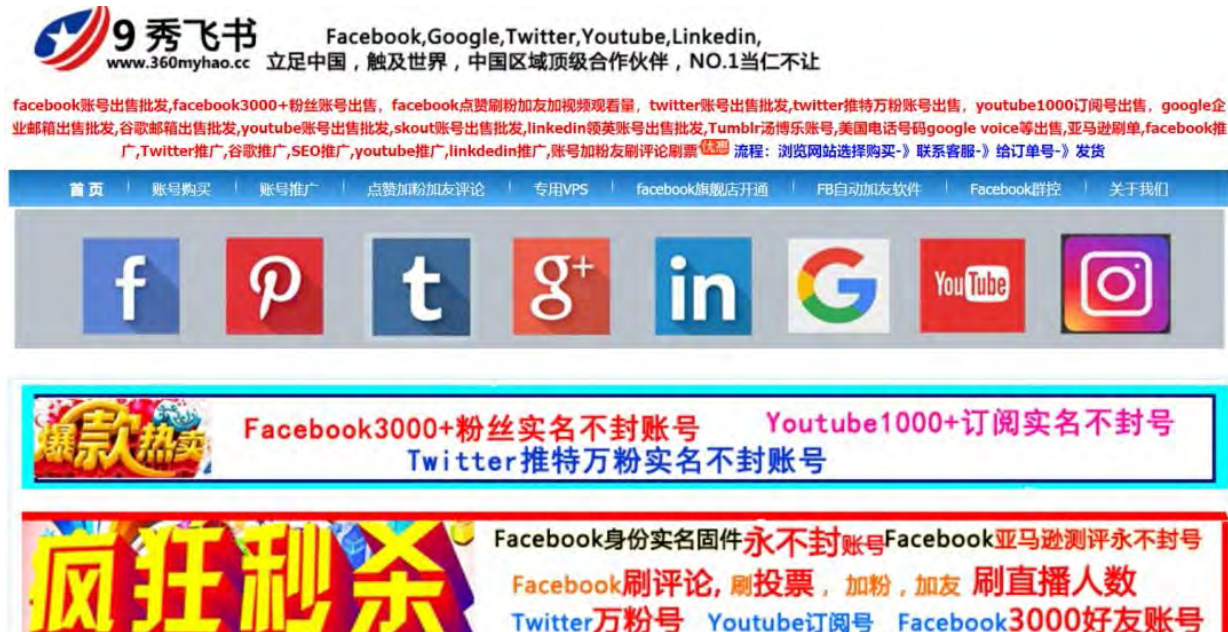 9 秀飞书
www.360myhao.cc
Facebook,Google,Twitter,Youtube,Linkedin,
立足中国，触及世界，中国区域顶级合作伙伴，NO.1当仁不让
facebook账号出售批发,facebook3000+粉丝账号出售，facebook点赞刷粉加友加视频观看量，twitter账号出售批发,twitter推特万粉账号出售，youtube1000订阅号出售，google企
业邮箱出售批发,谷歌邮箱出售批发,youtube账号出售批发,skout账号出售批发,linkedin领英账号出售批发,Tumblr汤博乐账号,美国电话号码google voice等出售,亚马逊刷单,facebook推
广,Twitter推广,谷歌推广,SEO推广,youtube推广,linkdedin推广,账号加粉友刷评论刷票 优惠 流程：浏览网站选择购买-》联系客服-》给订单号-》发货
首页 账号购买 账号推广 点赞加粉加友评论 专用VPS facebook旗舰店开通 FB自动加友软件 Facebook群控 关于我们
f P t g+ in G YouTube
爆款热卖 Facebook3000+粉丝实名不封账号 Youtube1000+订阅实名不封号
Twitter推特万粉实名不封账号
疯狂秒杀 Facebook身份实名固件永不封账号Facebook亚马逊测评永不封号
Facebook刷评论, 刷投票，加粉，加友 刷直播人数
Twitter万粉号 Youtube订阅号 Facebook3000好友账号